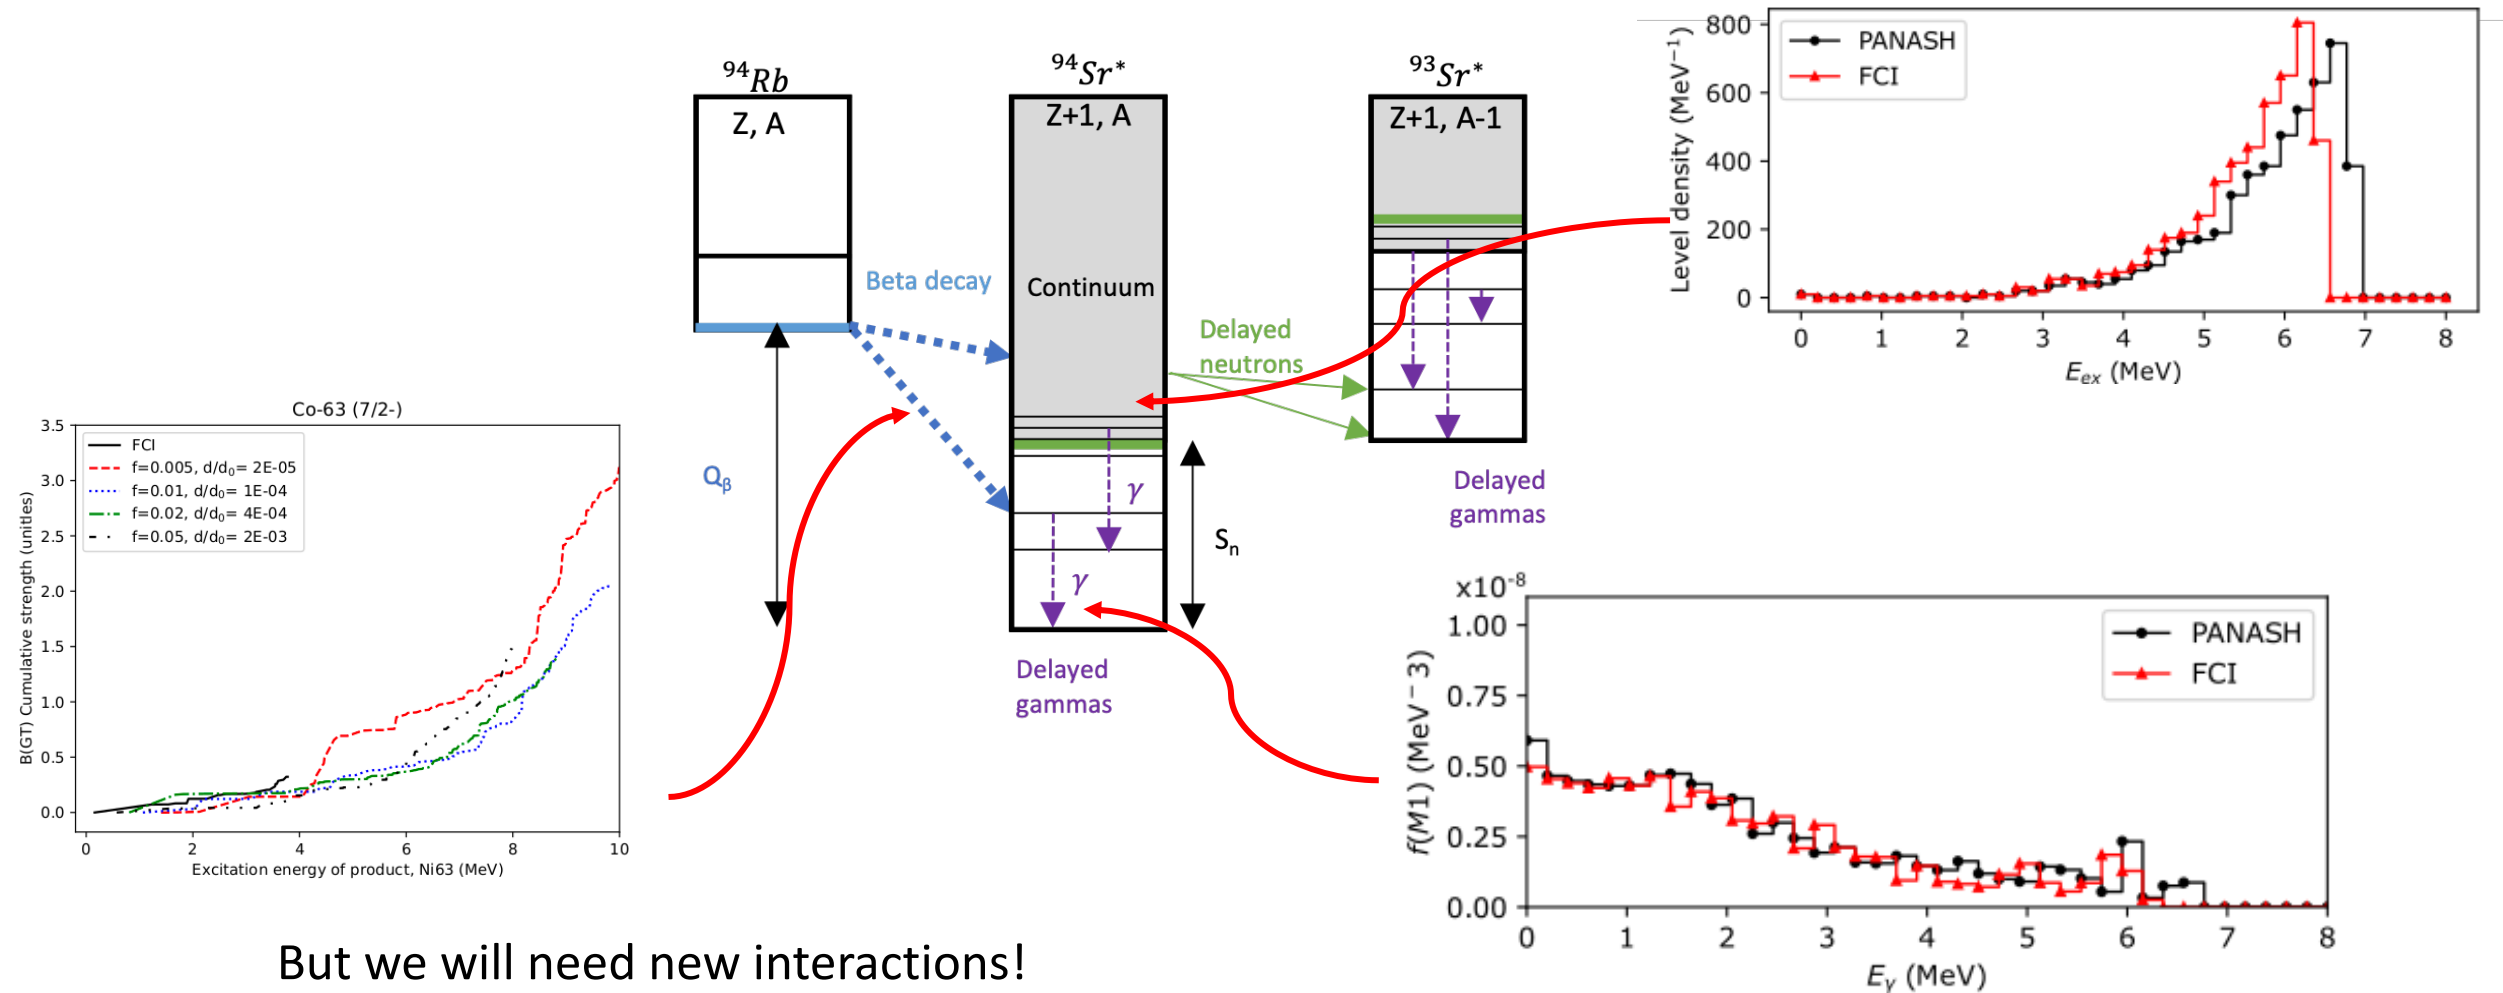 94Rb
Z, A
94Sr*
Z+1, A
93Sr*
Z+1, A-1
Continuum
Beta decay
Delayed
neutrons
Qβ
γ
γ
Sn
Delayed
gammas
Delayed
gammas
800
600
400
200
0
Level density (MeV−1)
PANASH
FCI
0 1 2 3 4 5 6 7 8
Eex (MeV)
Co-63 (7/2-)
3.5
3.0
2.5
2.0
1.5
1.0
0.5
0.0
B(GT) Cumulative strength (unitles)
FCI
f=0.005, d/d0= 2E-05
f=0.01, d/d0= 1E-04
f=0.02, d/d0= 4E-04
f=0.05, d/d0= 2E-03
0 2 4 6 8 10
Excitation energy of product, Ni63 (MeV)
x10-8
1.00
0.75
0.50
0.25
0.00
f(M1) (MeV − 3)
PANASH
FCI
0 1 2 3 4 5 6 7 8
Eγ (MeV)
But we will need new interactions!